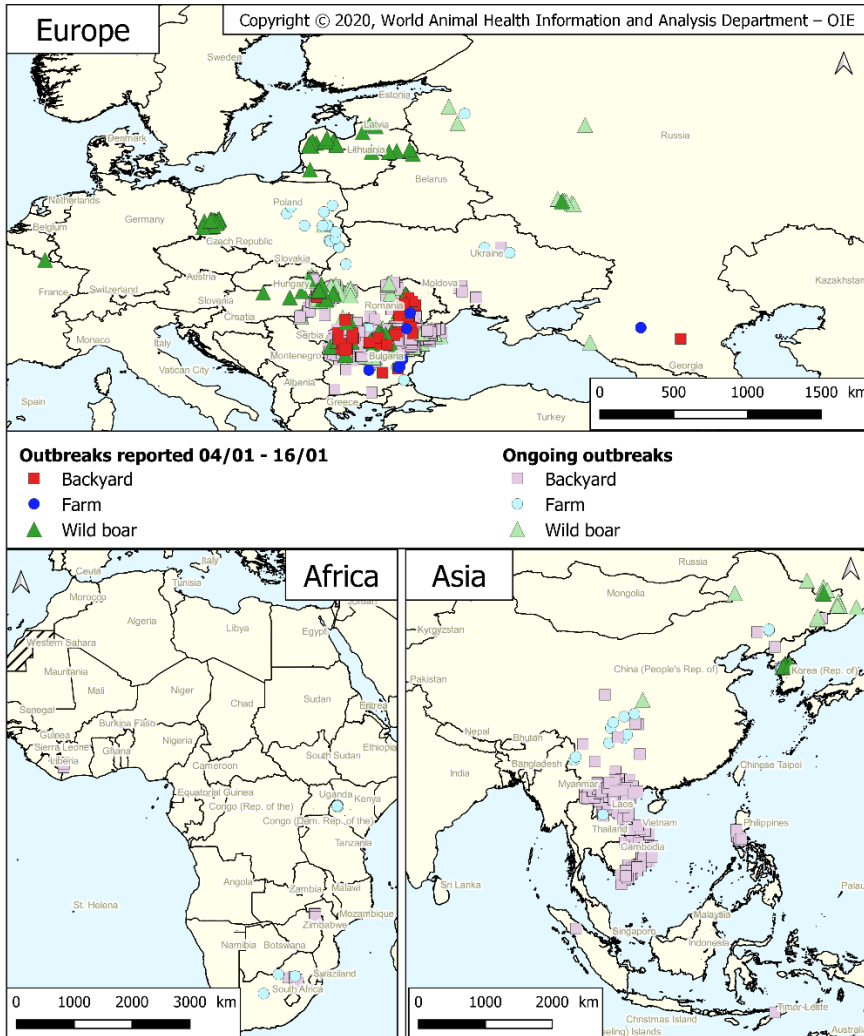 Europe
Copyright © 2020, World Animal Health Information and Analysis Department – OIE
Sweden
Estonia
Russia
Latvia
Denmark
Lithuania
Belarus
Netherlands
Poland
Germany
Belgium
Czech Republic
Ukraine
Slovakia
Kazakhstan
Austria
Moldova
France
Switzerland
Hungary
Slovenia
Romania
Croatia
Serbia
Monaco
Italy
Montenegro
Bulgaria
Georgia
Vatican City
Albania
Spain
Greece
Turkey
0 500 1000 1500 km
Outbreaks reported 04/01 - 16/01
Backyard
Farm
Wild boar
Ongoing outbreaks
Backyard
Farm
Wild boar
Africa
Ceuta
Italy
Tunisia
Morocco
Jordan
Algeria
Libya
Egypt
Western Sahara
Mauritania
Mali
Niger
Chad
Sudan
Eritrea
Senegal
Burkina Faso
Guinea
Nigeria
Sierra Leone
Ghana
Ethiopia
South Sudan
Liberia
Cameroon
Equatorial Guinea
Uganda
Kenya
Congo (Rep. of the)
Congo (Dem. Rep. of the)
Tanzania
Angola
Zambia
Malawi
St. Helena
Mozambique
Zimbabwe
Namibia
Botswana
Swaziland
South Africa
0 1000 2000 3000 km
Asia
Russia
Mongolia
Kyrgyzstan
China (People's Rep. of)
Korea (Rep. of)
Pakistan
Nepal
Bhutan
Bangladesh
Chinese Taipei
India
Myanmar
Laos
Vietnam
Philippines
Thailand
Cambodia
Sri Lanka
Palau
Malaysia
Singapore
Indonesia
Timor-Leste
Christmas Island
eeling) Islands
Australi
0 1000 2000 km